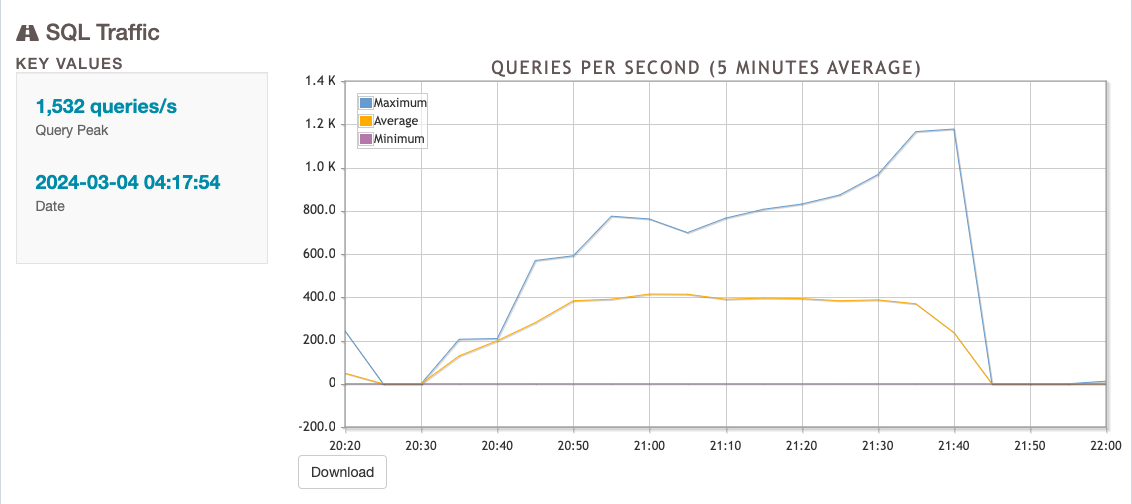 SQL Traffic
KEY VALUES
1,532 queries/s
Query Peak
2024-03-04 04:17:54
Date
QUERIES PER SECOND (5 MINUTES AVERAGE)
1.4 K
1.2 K
1.0 K
800.0
600.0
400.0
200.0
0
-200.0
Maximum
Average
Minimum
20:20 20:30 20:40 20:50 21:00 21:10 21:20 21:30 21:40 21:50 22:00
Download